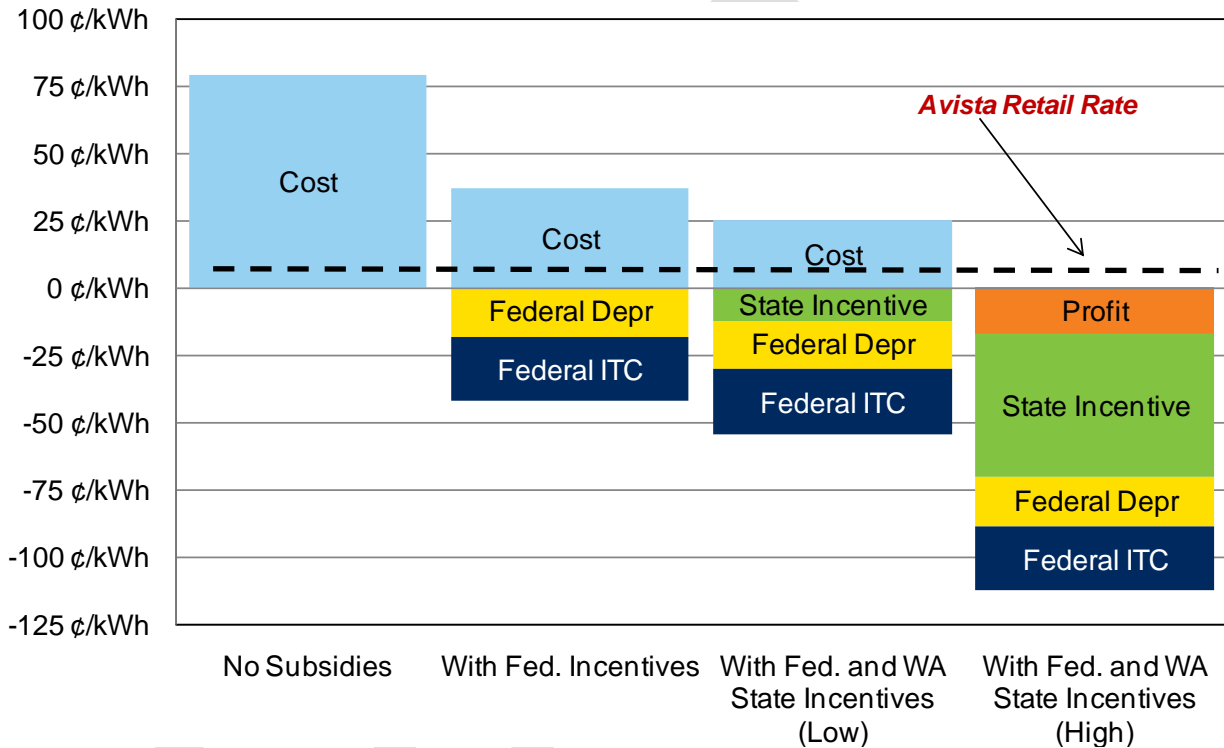 100 ¢/kWh
75 ¢/kWh
50 ¢/kWh
25 ¢/kWh
0 ¢/kWh
-25 ¢/kWh
-50 ¢/kWh
-75 ¢/kWh
-100 ¢/kWh
-125 ¢/kWh
Avista Retail Rate
Cost
Cost
Federal Depr
Federal ITC
Cost
State Incentive
Federal Depr
Federal ITC
Profit
State Incentive
Federal Depr
Federal ITC
No Subsidies
With Fed. Incentives
With Fed. and WA
State Incentives
(Low)
With Fed. and WA
State Incentives
(High)